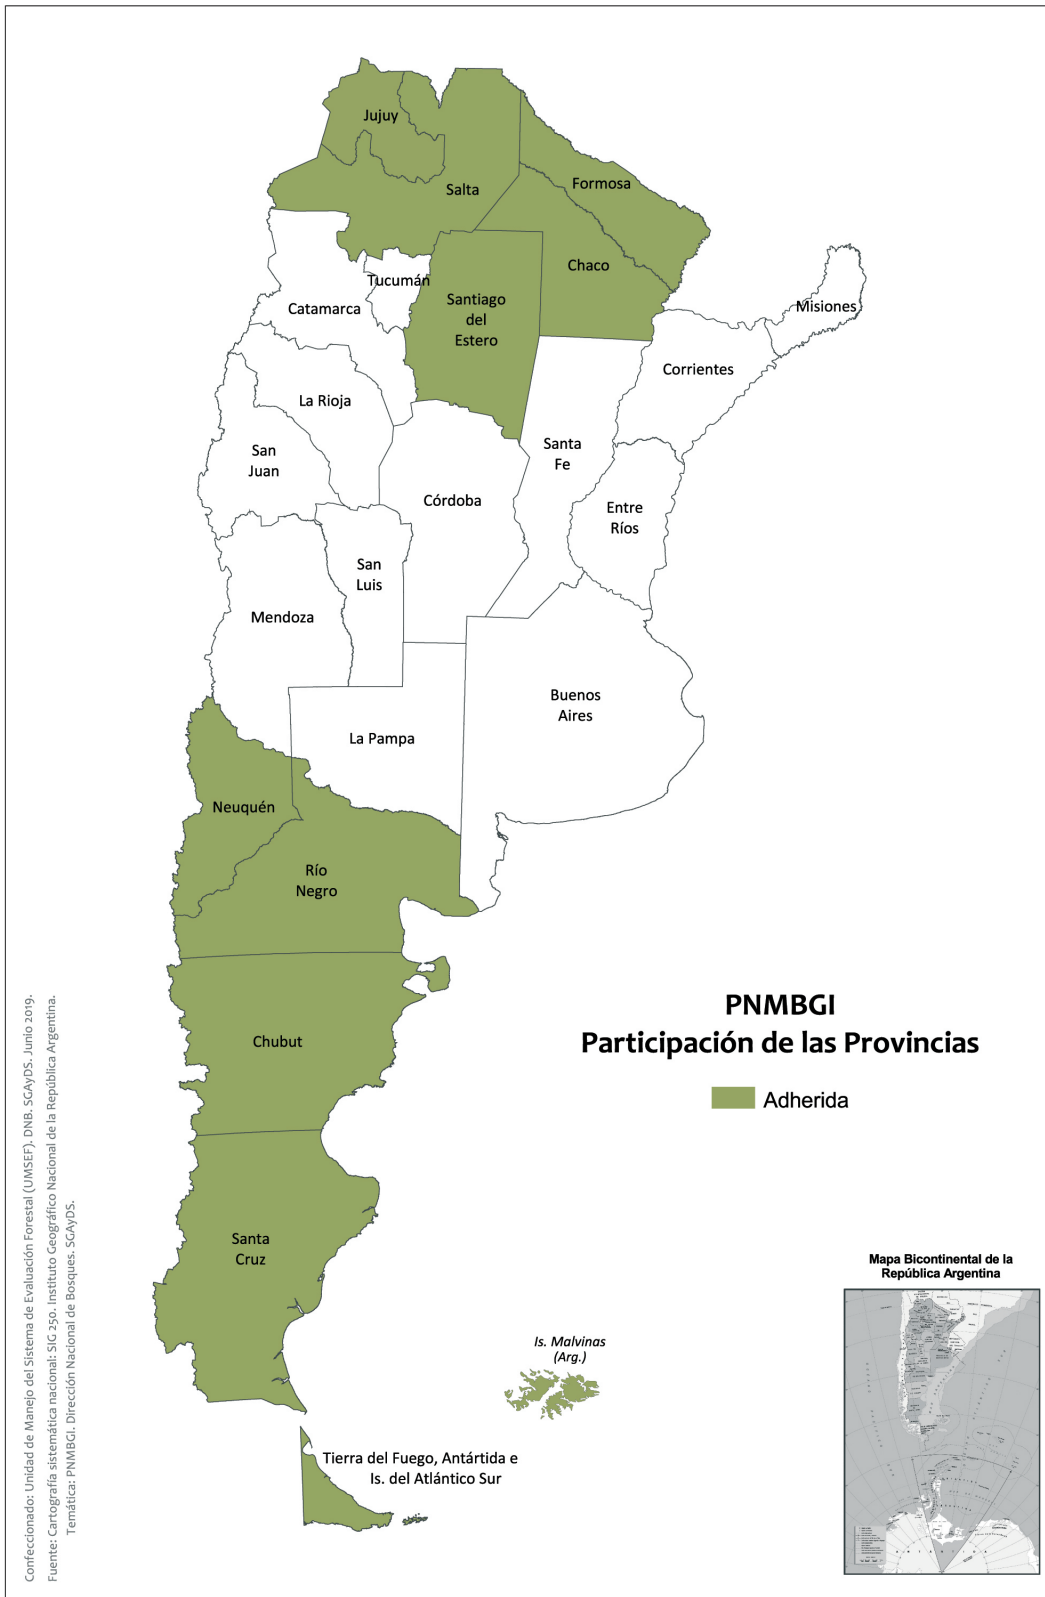 Jujuy
Salta
Formosa
Chaco
Tucumán
Santiago
del
Estero
Catamarca
Misiones
Corrientes
La Rioja
San
Juan
Santa
Fe
Córdoba
Entre
Ríos
San
Luis
Mendoza
Buenos
Aires
La Pampa
Neuquén
Río
Negro
Chubut
Santa
Cruz
PNMBGI
Participación de las Provincias
Adherida
Is. Malvinas
(Arg.)
Tierra del Fuego, Antártida e
Is. del Atlántico Sur
Mapa Bicontinental de la
República Argentina
Confeccionado: Unidad de Manejo del Sistema de Evaluación Forestal (UMSEF). DNB. SGAyDS. Junio 2019.
Fuente: Cartografía sistemática nacional: SIG 250. Instituto Geográfico Nacional de la República Argentina.
Temática: PNMBGI. Dirección Nacional de Bosques. SGAyDS.